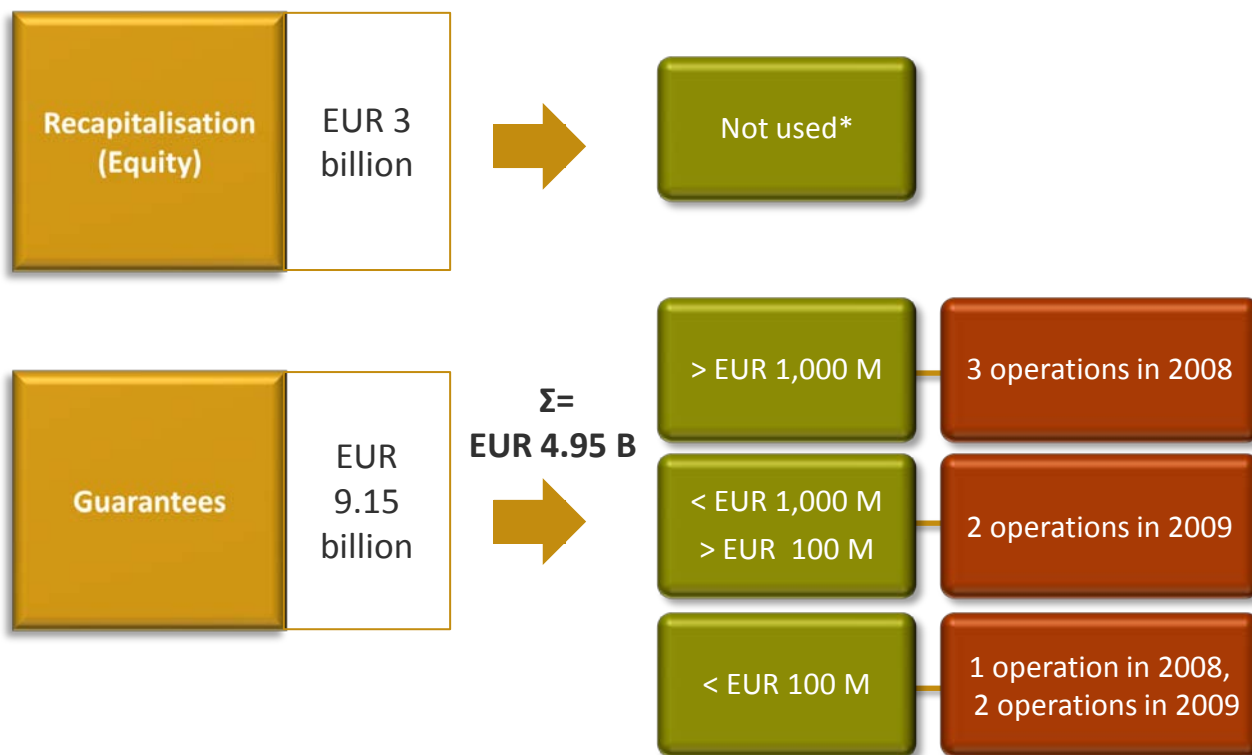 Recapitalisation
(Equity)
EUR 3
billion
Not used*
Guarantees
EUR
9.15
billion
Σ=
EUR 4.95 B
> EUR 1,000 M
3 operations in 2008
< EUR 1,000 M
> EUR 100 M
2 operations in 2009
< EUR 100 M
1 operation in 2008,
2 operations in 2009